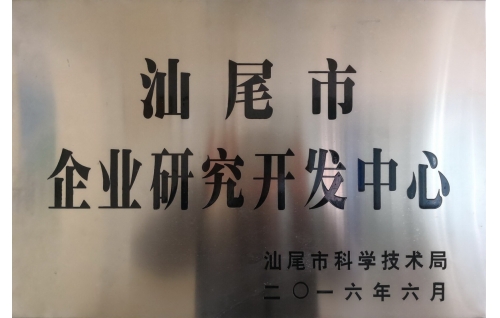 汕尾市
企业研究开发中心
汕尾市科学技术局
二〇一六年六月